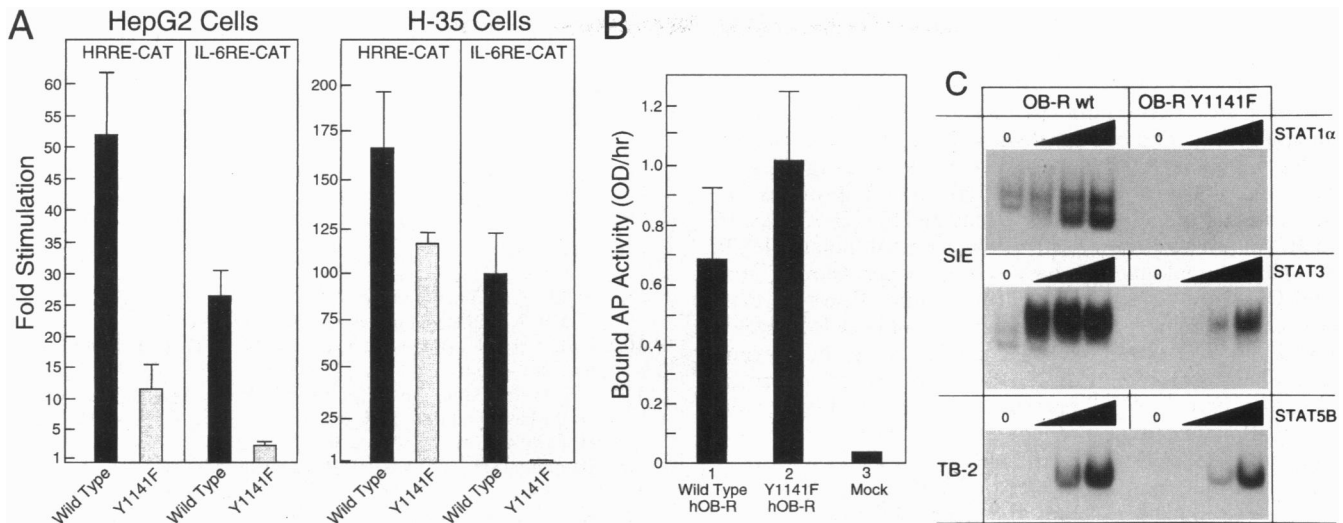 A
HepG2 Cells
H-35 Cells
HRRE-CAT
IL-6RE-CAT
HRRE-CAT
IL-6RE-CAT
Fold Stimulation
60
55
50
45
40
35
30
25
20
15
10
5
1
200
175
150
125
100
75
50
25
1
Wild Type
Y1141F
Wild Type
Y1141F
Wild Type
Y1141F
Wild Type
Y1141F
B
Bound AP Activity (OD/hr)
1.2
1.0
0.8
0.6
0.4
0.2
0
1
Wild Type
hOB-R
2
Y1141F
hOB-R
3
Mock
C
OB-R wt
OB-R Y1141F
0
0
STAT1α
SIE
0
0
STAT3
0
0
STAT5B
TB-2